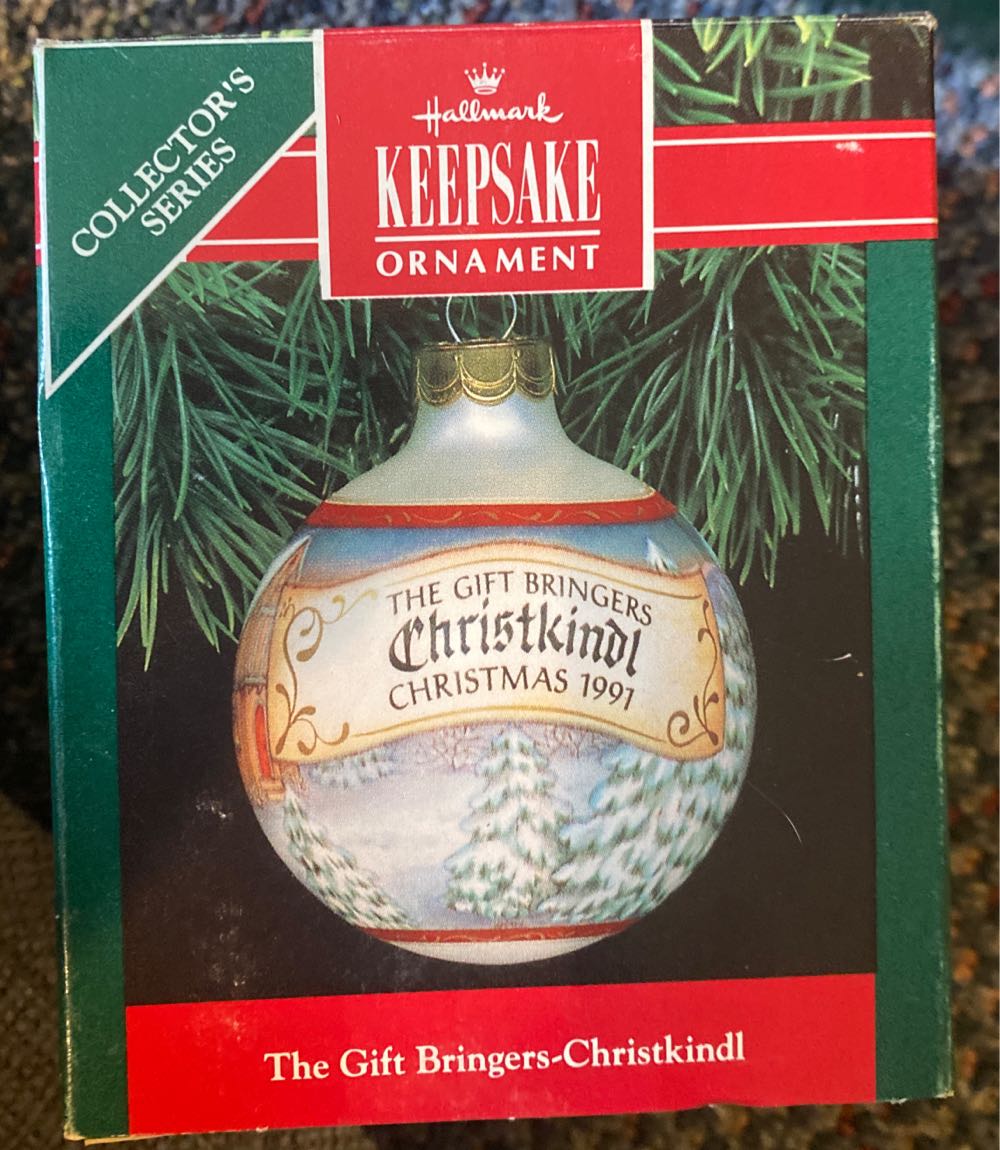 COLLECTOR'S
SERIES
Hallmark
KEEPSAKE
ORNAMENT
THE GIFT BRINGERS
Christkindl
CHRISTMAS 1991
The Gift Bringers-Christkindl